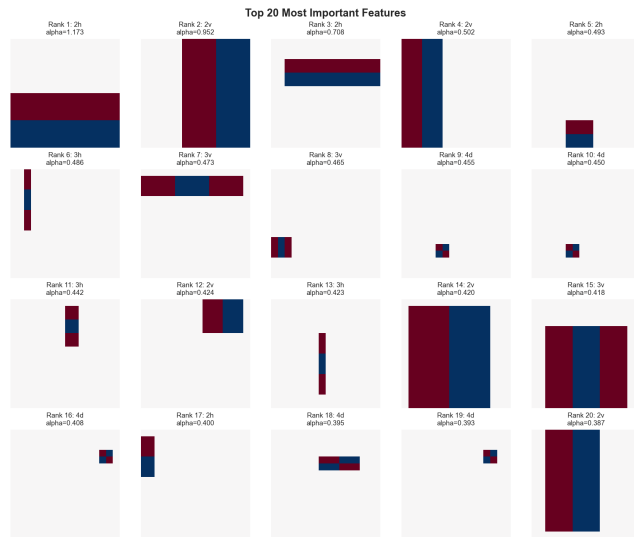 Top 20 Most Important Features
Rank 1: 2h
alpha=1.173
Rank 2: 2v
alpha=0.952
Rank 3: 2h
alpha=0.708
Rank 4: 2v
alpha=0.502
Rank 5: 2h
alpha=0.493
Rank 6: 3h
alpha=0.486
Rank 7: 3v
alpha=0.473
Rank 8: 3v
alpha=0.465
Rank 9: 4d
alpha=0.455
Rank 10: 4d
alpha=0.450
Rank 11: 3h
alpha=0.442
Rank 12: 2v
alpha=0.424
Rank 13: 3h
alpha=0.423
Rank 14: 2v
alpha=0.420
Rank 15: 3v
alpha=0.418
Rank 16: 4d
alpha=0.408
Rank 17: 2h
alpha=0.400
Rank 18: 4d
alpha=0.395
Rank 19: 4d
alpha=0.393
Rank 20: 2v
alpha=0.387